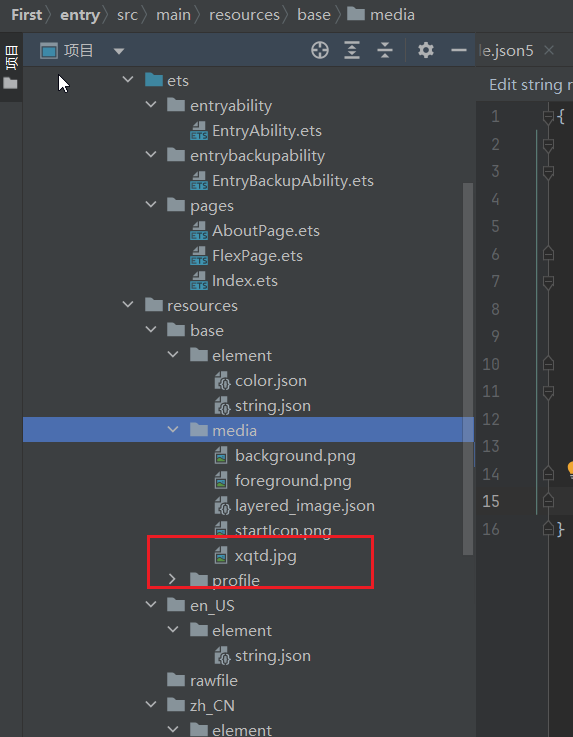 First > entry > src > main > resources > base > media
项目
项目
le.json5
Edit string r
ets
entryability
EntryAbility.ets
entrybackupability
EntryBackupAbility.ets
pages
AboutPage.ets
FlexPage.ets
Index.ets
resources
base
element
color.json
string.json
media
background.png
foreground.png
layered_image.json
startIcon.png
xqtd.jpg
profile
en_US
element
string.json
rawfile
zh_CN
element
1 {
2
3
4
5
6
7
8
9
10
11
12
13
14
15
16 }